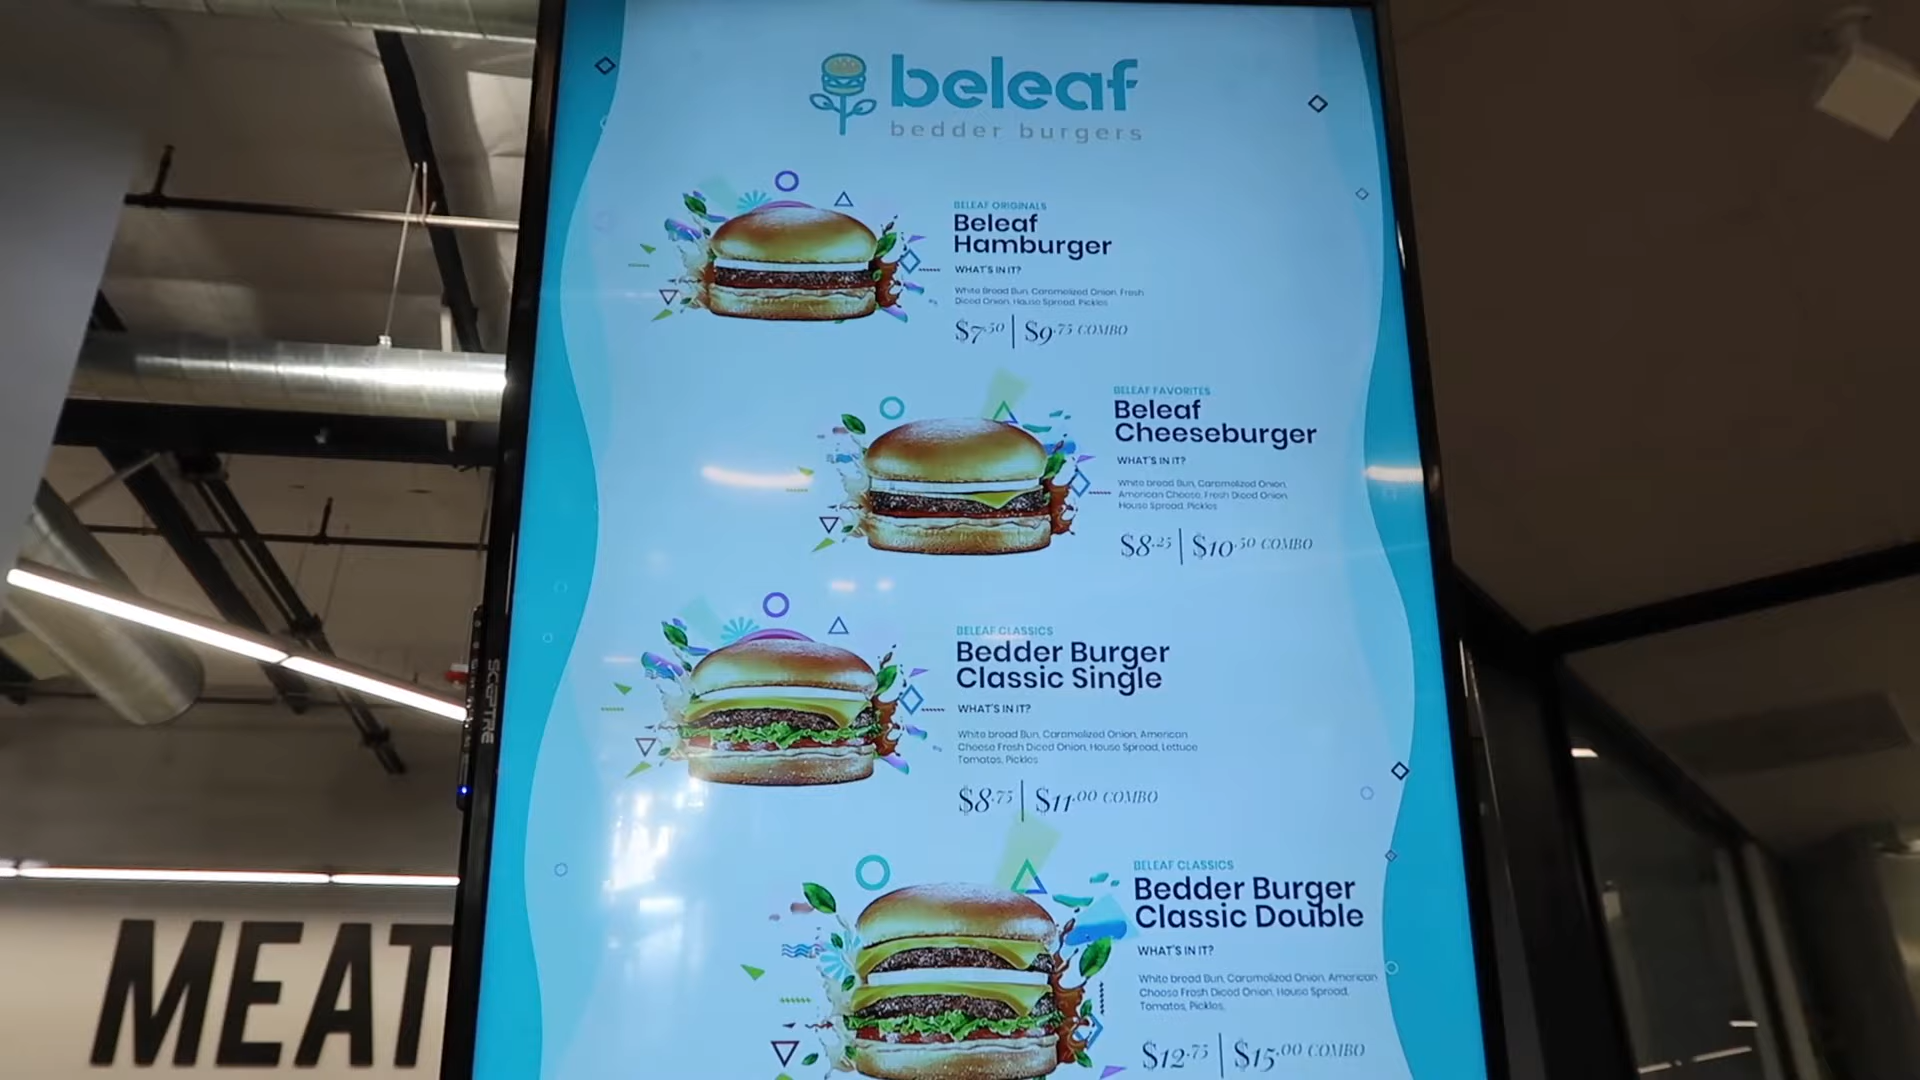 beleaf
bedder burgers
BELEAF ORIGINALS
Beleaf
Hamburger
WHAT'S IN IT?
White Bread Bun, Caramelized Onion, Fresh
Diced Onion, House Spread, Pickles
$7.50 | $9.75 COMBO
BELEAF FAVORITES
Beleaf
Cheeseburger
WHAT'S IN IT?
White bread Bun, Caramelized Onion,
American Cheese, Fresh Diced Onion,
House Spread, Pickles
$8.25 | $10.50 COMBO
BELEAF CLASSICS
Bedder Burger
Classic Single
WHAT'S IN IT?
White bread Bun, Caramelized Onion, American
Cheese Fresh Diced Onion, House Spread, Lettuce
Tomatos, Pickles
$8.75 | $11.00 COMBO
BELEAF CLASSICS
Bedder Burger
Classic Double
WHAT'S IN IT?
White bread Bun, Caramelized Onion, American
Cheese Fresh Diced Onion, House Spread,
Tomatos, Pickles,
$12.75 | $15.00 COMBO
SCEPTRE
MEAT